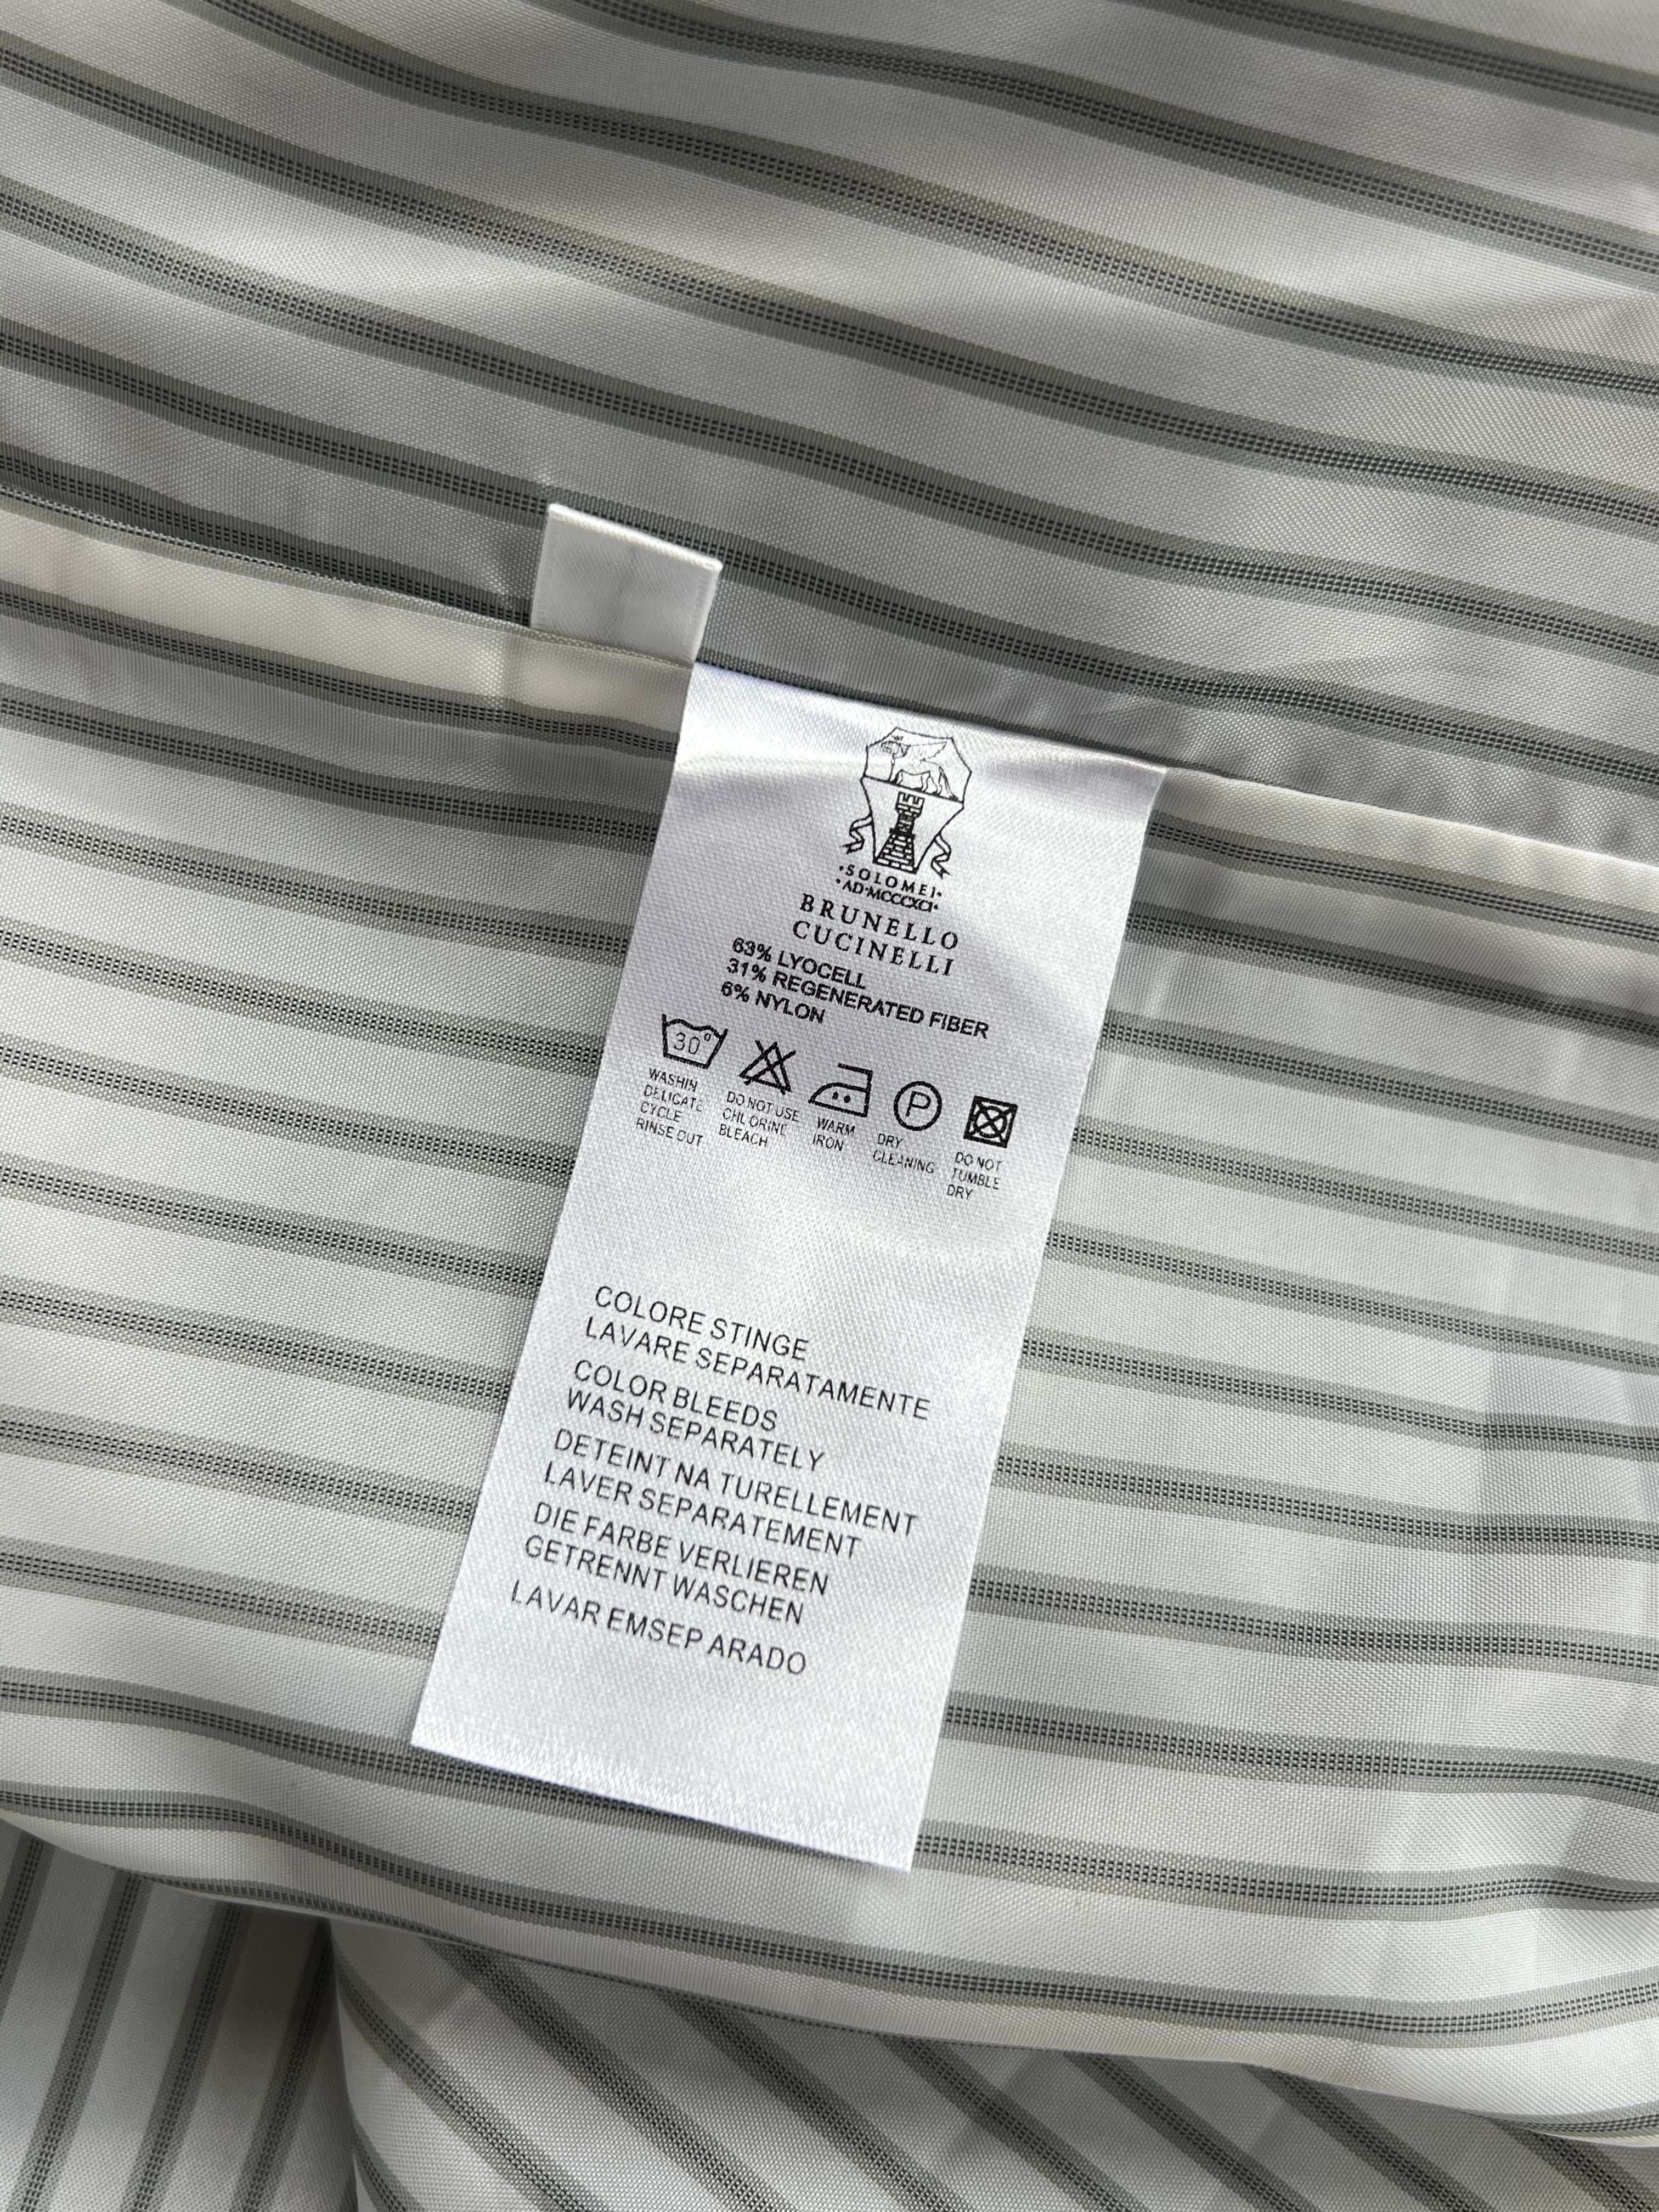 ·SOLOMEI·
·AD·MCCCXCI·
BRUNELLO
CUCINELLI
63% LYOCELL
31% REGENERATED FIBER
6% NYLON
30°
WASHIN
DELICATE
CYCLE
RINSE OUT
DO NOT USE
CHLORINE
BLEACH
WARM
IRON
P
DRY
CLEANING
DO NOT
TUMBLE
DRY
COLORE STINGE
LAVARE SEPARATAMENTE
COLOR BLEEDS
WASH SEPARATELY
DETEINT NA TURELLEMENT
LAVER SEPARATEMENT
DIE FARBE VERLIEREN
GETRENNT WASCHEN
LAVAR EMSEP ARADO